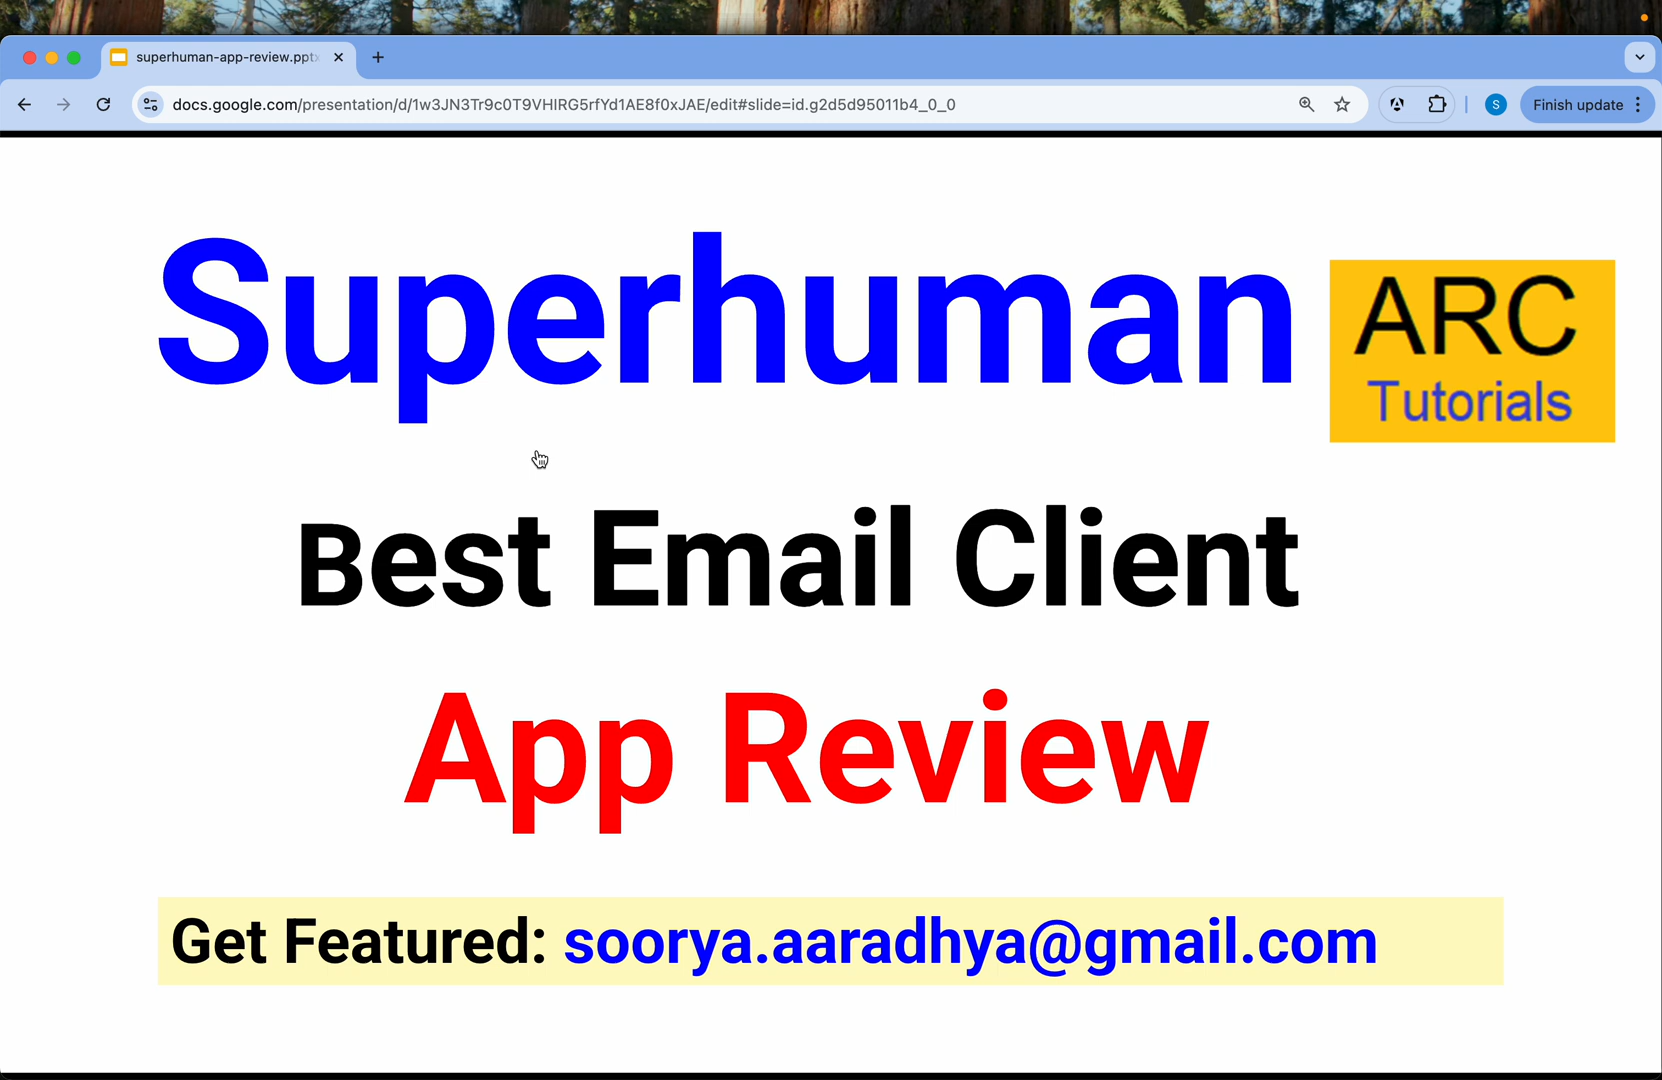 superhuman-app-review.pptx
docs.google.com/presentation/d/1w3JN3Tr9c0T9VHIRG5rfYd1AE8f0xJAE/edit#slide=id.g2d5d95011b4_0_0
S
Finish update
Superhuman
ARC
Tutorials
Best Email Client
App Review
Get Featured: soorya.aaradhya@gmail.com